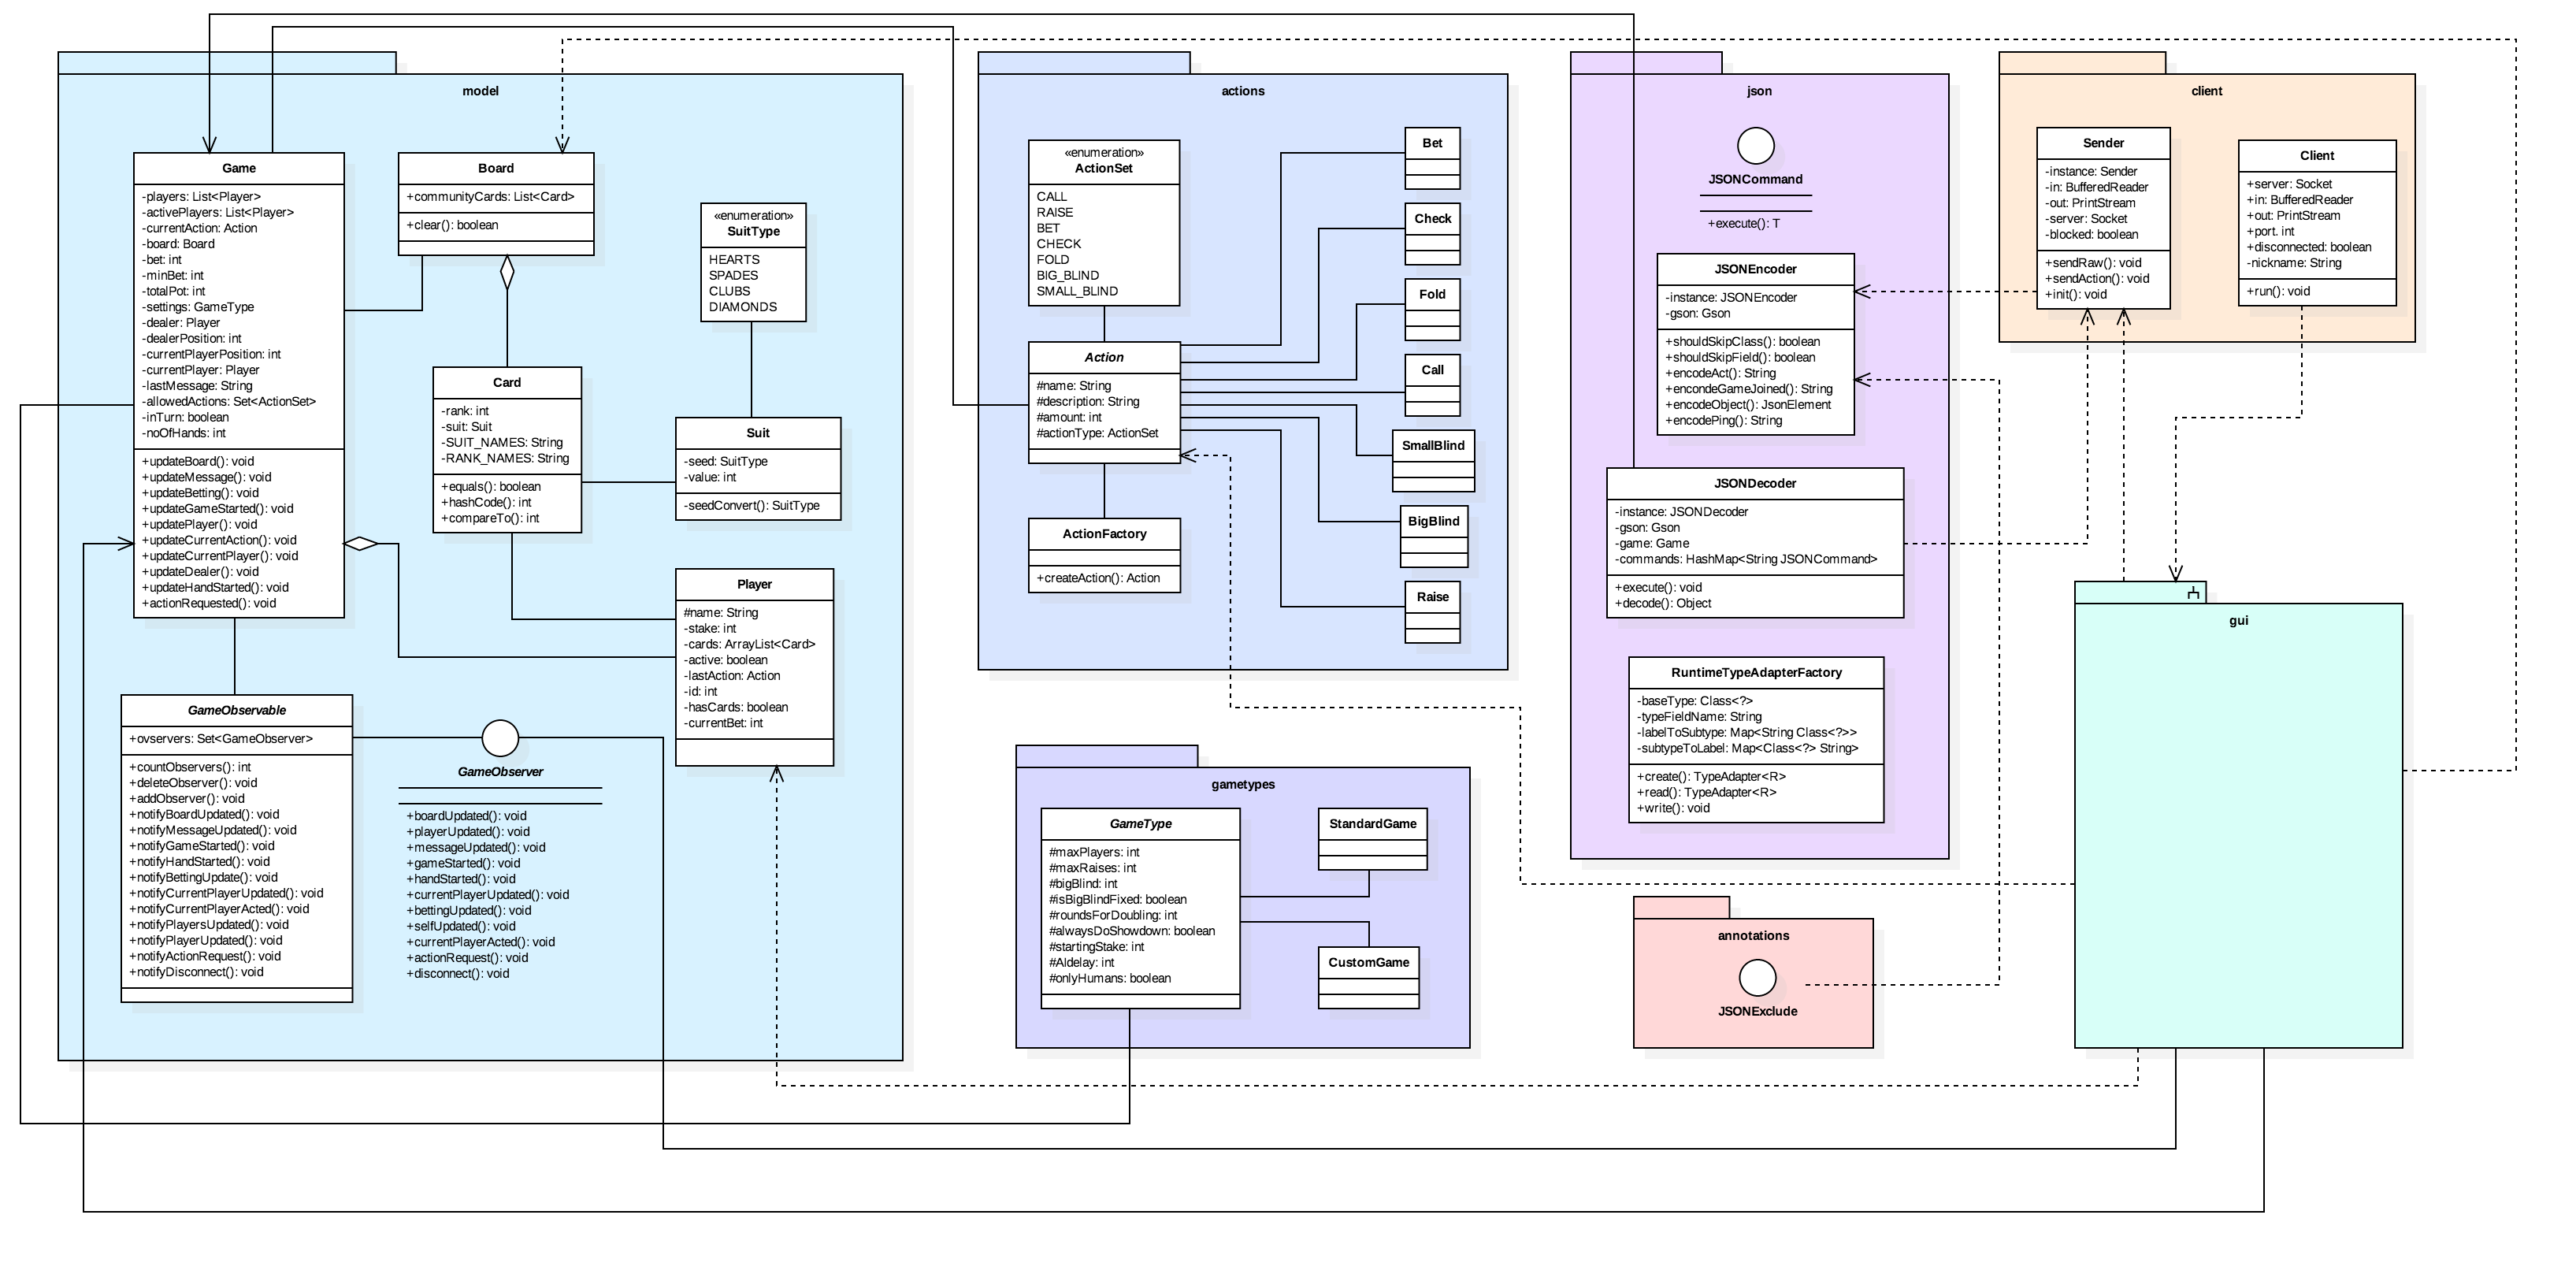 model
Game
-players: List<Player>
-activePlayers: List<Player>
-currentAction: Action
-board: Board
-bet: int
-minBet: int
-totalPot: int
-settings: GameType
-dealer: Player
-dealerPosition: int
-currentPlayerPosition: int
-currentPlayer: Player
-lastMessage: String
-allowedActions: Set<ActionSet>
-inTurn: boolean
-noOfHands: int
+updateBoard(): void
+updateMessage(): void
+updateBetting(): void
+updateGameStarted(): void
+updatePlayer(): void
+updateCurrentAction(): void
+updateCurrentPlayer(): void
+updateDealer(): void
+updateHandStarted(): void
+actionRequested(): void
Board
+communityCards: List<Card>
+clear(): boolean
«enumeration»
SuitType
HEARTS
SPADES
CLUBS
DIAMONDS
Card
-rank: int
-suit: Suit
-SUIT_NAMES: String
-RANK_NAMES: String
+equals(): boolean
+hashCode(): int
+compareTo(): int
Suit
-seed: SuitType
-value: int
-seedConvert(): SuitType
Player
#name: String
-stake: int
-cards: ArrayList<Card>
-active: boolean
-lastAction: Action
-id: int
-hasCards: boolean
-currentBet: int
GameObservable
+ovservers: Set<GameObserver>
+countObservers(): int
+deleteObserver(): void
+addObserver(): void
+notifyBoardUpdated(): void
+notifyMessageUpdated(): void
+notifyGameStarted(): void
+notifyHandStarted(): void
+notifyBettingUpdate(): void
+notifyCurrentPlayerUpdated(): void
+notifyCurrentPlayerActed(): void
+notifyPlayersUpdated(): void
+notifyPlayerUpdated(): void
+notifyActionRequest(): void
+notifyDisconnect(): void
GameObserver
+boardUpdated(): void
+playerUpdated(): void
+messageUpdated(): void
+gameStarted(): void
+handStarted(): void
+currentPlayerUpdated(): void
+bettingUpdated(): void
+selfUpdated(): void
+currentPlayerActed(): void
+actionRequest(): void
+disconnect(): void
actions
«enumeration»
ActionSet
CALL
RAISE
BET
CHECK
FOLD
BIG_BLIND
SMALL_BLIND
Action
#name: String
#description: String
#amount: int
#actionType: ActionSet
ActionFactory
+createAction(): Action
Bet
Check
Fold
Call
SmallBlind
BigBlind
Raise
gametypes
GameType
#maxPlayers: int
#maxRaises: int
#bigBlind: int
#isBigBlindFixed: boolean
#roundsForDoubling: int
#alwaysDoShowdown: boolean
#startingStake: int
#AIdelay: int
#onlyHumans: boolean
StandardGame
CustomGame
json
JSONCommand
+execute(): T
JSONEncoder
-instance: JSONEncoder
-gson: Gson
+shouldSkipClass(): boolean
+shouldSkipField(): boolean
+encodeAct(): String
+encondeGameJoined(): String
+encodeObject(): JsonElement
+encodePing(): String
JSONDecoder
-instance: JSONDecoder
-gson: Gson
-game: Game
-commands: HashMap<String JSONCommand>
+execute(): void
+decode(): Object
RuntimeTypeAdapterFactory
-baseType: Class<?>
-typeFieldName: String
-labelToSubtype: Map<String Class<?>>
-subtypeToLabel: Map<Class<?> String>
+create(): TypeAdapter<R>
+read(): TypeAdapter<R>
+write(): void
annotations
JSONExclude
client
Sender
-instance: Sender
-in: BufferedReader
-out: PrintStream
-server: Socket
-blocked: boolean
+sendRaw(): void
+sendAction(): void
+init(): void
Client
+server: Socket
+in: BufferedReader
+out: PrintStream
+port. int
+disconnected: boolean
-nickname: String
+run(): void
gui